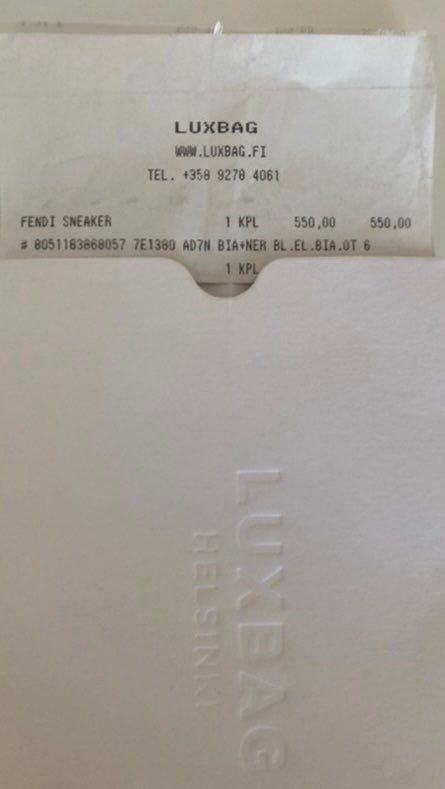 LUXBAG
WWW.LUXBAG.FI
TEL. +358 9278 4061
FENDI SNEAKER 1 KPL 550,00 550,00
# 8051183868057 7E1380 AD7N BIA+NER BL.EL.BIA.OT 6
1 KPL
LUXBAG
HELSINKI